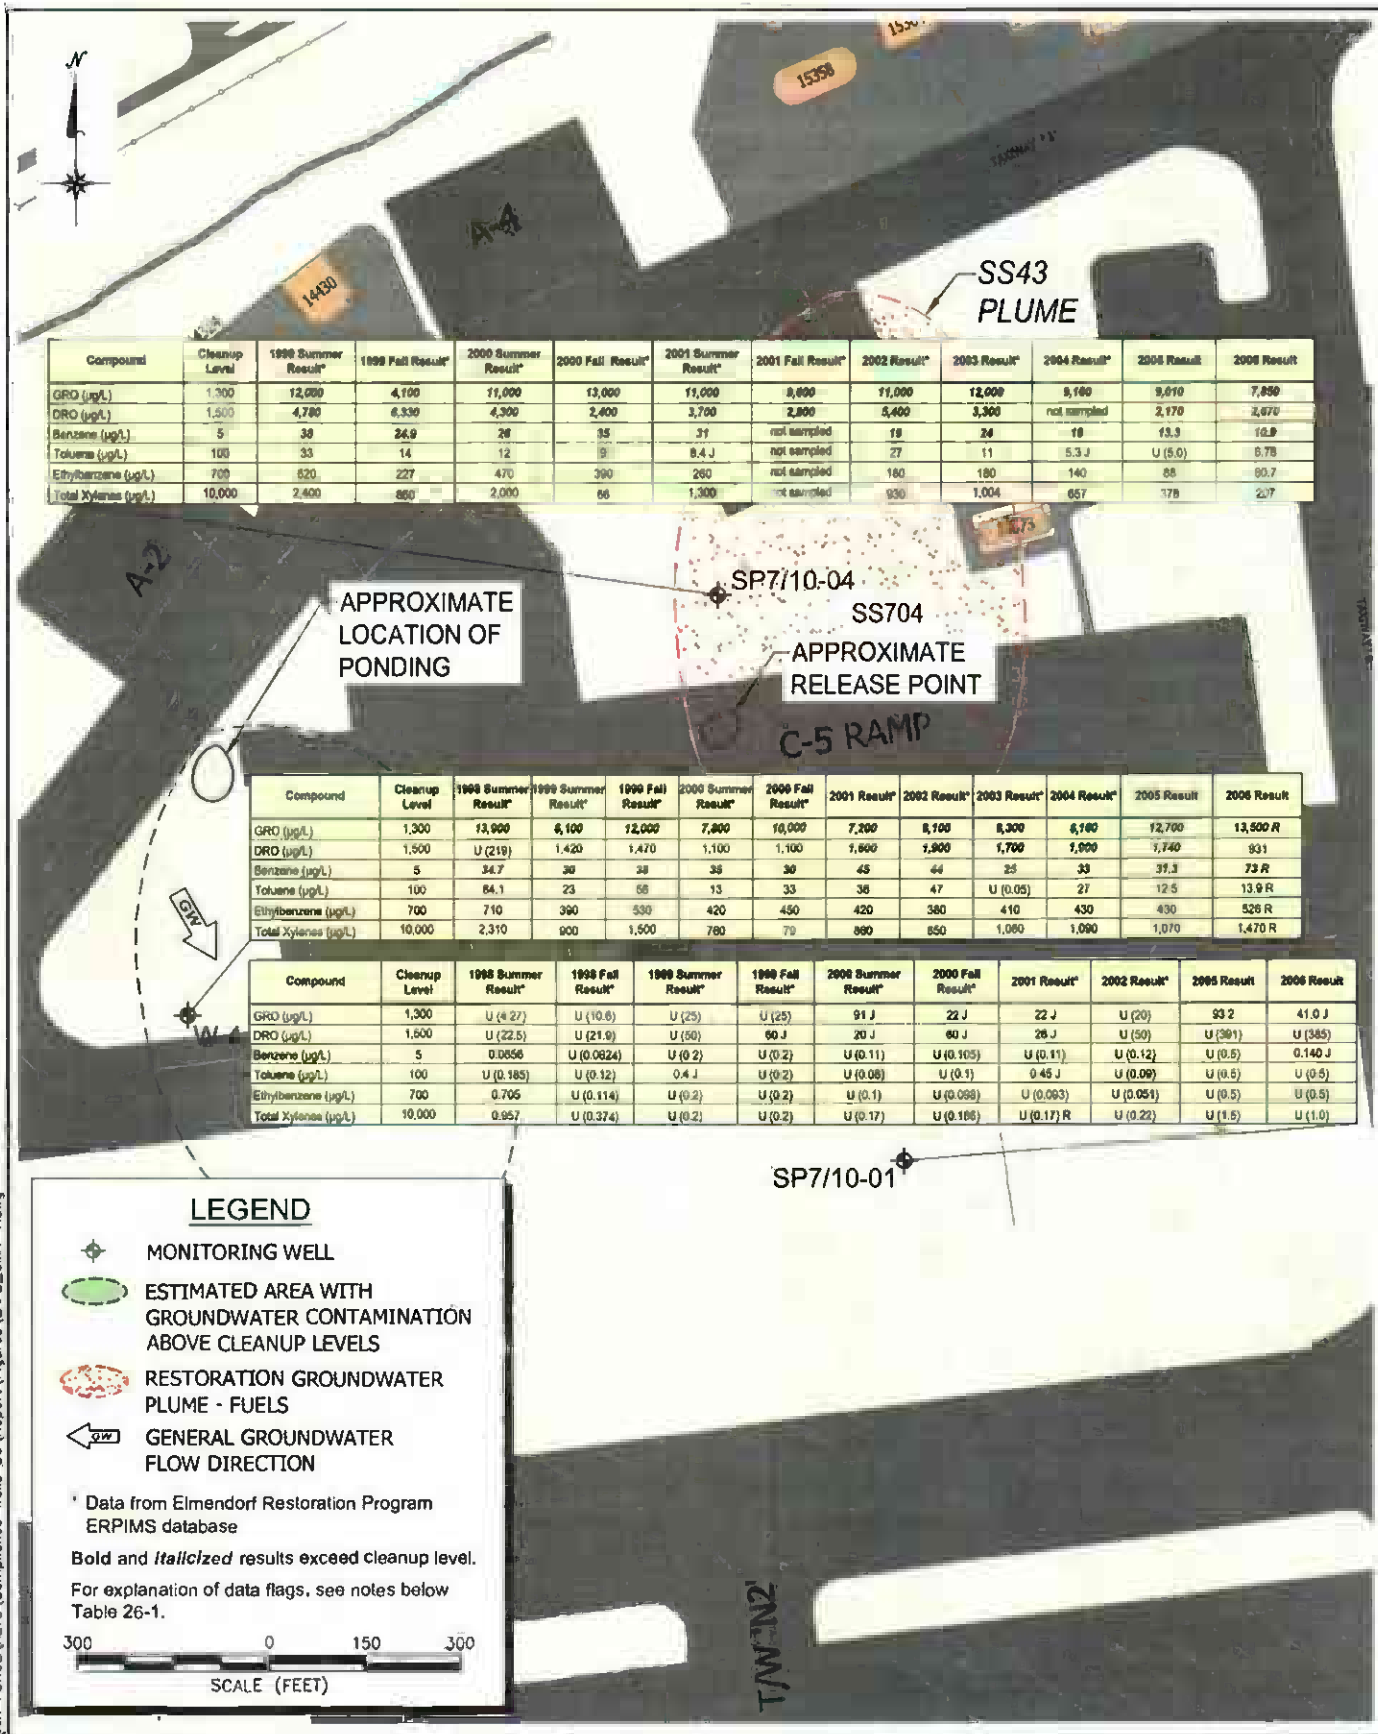 N
15358
TAXIWAY
A-4
14430
SS43
PLUME
Compound | Cleanup Level | 1999 Summer Result* | 1999 Fall Result* | 2000 Summer Result* | 2000 Fall Result* | 2001 Summer Result* | 2001 Fall Result* | 2002 Result* | 2003 Result* | 2004 Result* | 2005 Result | 2006 Result
GRO (µg/L) | 1,300 | 12,000 | 4,100 | 11,000 | 13,000 | 11,000 | | 11,000 | 12,000 | 9,160 | 9,010 | 7,850
DRO (µg/L) | 1,500 | 4,780 | 6,330 | 4,300 | 2,400 | 3,700 | 2,800 | 5,400 | 3,300 | not sampled | 2,170 | 2,670
Benzene (µg/L) | 5 | 38 | 24.9 | 26 | 35 | 31 | not sampled | 19 | 24 | 18 | 13.3 | 10.9
Toluene (µg/L) | 100 | 33 | 14 | 12 | 9 | 8.4 J | not sampled | 27 | 11 | 5.3 J | U (5.0) | 8.78
Ethylbenzene (µg/L) | 700 | 620 | 227 | 470 | 390 | 260 | not sampled | 180 | 180 | 140 | 88 | 80.7
Total Xylenes (µg/L) | 10,000 | 2,400 | 860 | 2,000 | 66 | 1,300 | not sampled | 930 | 1,004 | 657 | 378 | 207
A-2
SP7/10-04
SS704
APPROXIMATE
LOCATION OF
PONDING
APPROXIMATE
RELEASE POINT
C-5 RAMP
Compound | Cleanup Level | 1998 Summer Result* | 1999 Summer Result* | 1999 Fall Result* | 2000 Summer Result* | 2000 Fall Result* | 2001 Result* | 2002 Result* | 2003 Result* | 2004 Result* | 2005 Result | 2006 Result
GRO (µg/L) | 1,300 | 13,900 | 6,100 | 12,000 | 7,800 | 10,000 | 7,200 | 8,100 | 8,300 | 8,160 | 12,700 | 13,500 R
DRO (µg/L) | 1,500 | U (219) | 1,420 | 1,470 | 1,100 | 1,100 | 1,600 | 1,900 | 1,700 | 1,900 | 1,740 | 931
Benzene (µg/L) | 5 | 34.7 | 30 | 38 | 35 | 30 | 45 | 44 | 25 | 33 | 37.3 | 73 R
Toluene (µg/L) | 100 | 64.1 | 23 | 56 | 13 | 33 | 36 | 47 | U (0.05) | 27 | 12.5 | 13.9 R
Ethylbenzene (µg/L) | 700 | 710 | 390 | 530 | 420 | 450 | 420 | 380 | 410 | 430 | 430 | 526 R
Total Xylenes (µg/L) | 10,000 | 2,310 | 900 | 1,500 | 780 | 79 | 860 | 850 | 1,060 | 1,090 | 1,070 | 1,470 R
GW
Compound | Cleanup Level | 1998 Summer Result* | 1998 Fall Result* | 1999 Summer Result* | 1999 Fall Result* | 2000 Summer Result* | 2000 Fall Result* | 2001 Result* | 2002 Result* | 2005 Result | 2006 Result
GRO (µg/L) | 1,300 | U (4.27) | U (10.6) | U (25) | U (25) | 91 J | 22 J | 22 J | U (20) | 93.2 | 41.0 J
DRO (µg/L) | 1,500 | U (22.5) | U (21.9) | U (50) | 60 J | 20 J | 60 J | 26 J | U (50) | U (391) | U (385)
Benzene (µg/L) | 5 | 0.0656 | U (0.0824) | U (0.2) | U (0.2) | U (0.11) | U (0.105) | U (0.11) | U (0.12) | U (0.5) | 0.140 J
Toluene (µg/L) | 100 | U (0.185) | U (0.12) | 0.4 J | U (0.2) | U (0.08) | U (0.1) | 0.45 J | U (0.09) | U (0.5) | U (0.5)
Ethylbenzene (µg/L) | 700 | 0.705 | U (0.114) | U (0.2) | U (0.2) | U (0.1) | U (0.098) | U (0.093) | U (0.051) | U (0.5) | U (0.5)
Total Xylenes (µg/L) | 10,000 | 0.957 | U (0.374) | U (0.2) | U (0.2) | U (0.17) | U (0.166) | U (0.17) R | U (0.22) | U (1.5) | U (1.0)
SP7/10-01
LEGEND
MONITORING WELL
ESTIMATED AREA WITH
GROUNDWATER CONTAMINATION
ABOVE CLEANUP LEVELS
RESTORATION GROUNDWATER
PLUME - FUELS
GW
GENERAL GROUNDWATER
FLOW DIRECTION
* Data from Elmendorf Restoration Program
ERPIMS database
Bold and italicized results exceed cleanup level.
For explanation of data flags, see notes below
Table 26-1.
300 0 150 300
SCALE (FEET)
T/W 'N2'